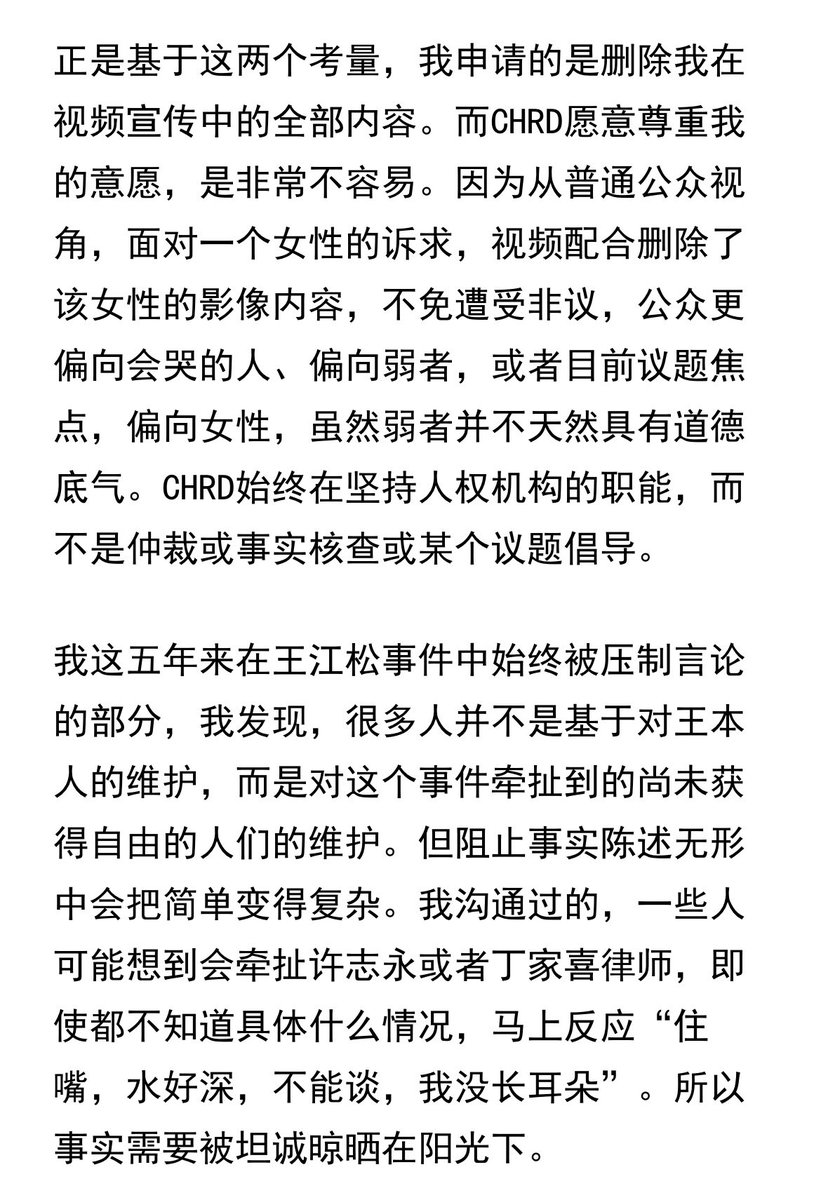 正是基于这两个考量，我申请的是删除我在
视频宣传中的全部内容。而CHRD愿意尊重我
的意愿，是非常不容易。因为从普通公众视
角，面对一个女性的诉求，视频配合删除了
该女性的影像内容，不免遭受非议，公众更
偏向会哭的人、偏向弱者，或者目前议题焦
点，偏向女性，虽然弱者并不天然具有道德
底气。CHRD始终在坚持人权机构的职能，而
不是仲裁或事实核查或某个议题倡导。
我这五年来在王江松事件中始终被压制言论
的部分，我发现，很多人并不是基于对王本
人的维护，而是对这个事件牵扯到的尚未获
得自由的人们的维护。但阻止事实陈述无形
中会把简单变得复杂。我沟通过的，一些人
可能想到会牵扯许志永或者丁家喜律师，即
使都不知道具体什么情况，马上反应“住
嘴，水好深，不能谈，我没长耳朵”。所以
事实需要被坦诚晾晒在阳光下。